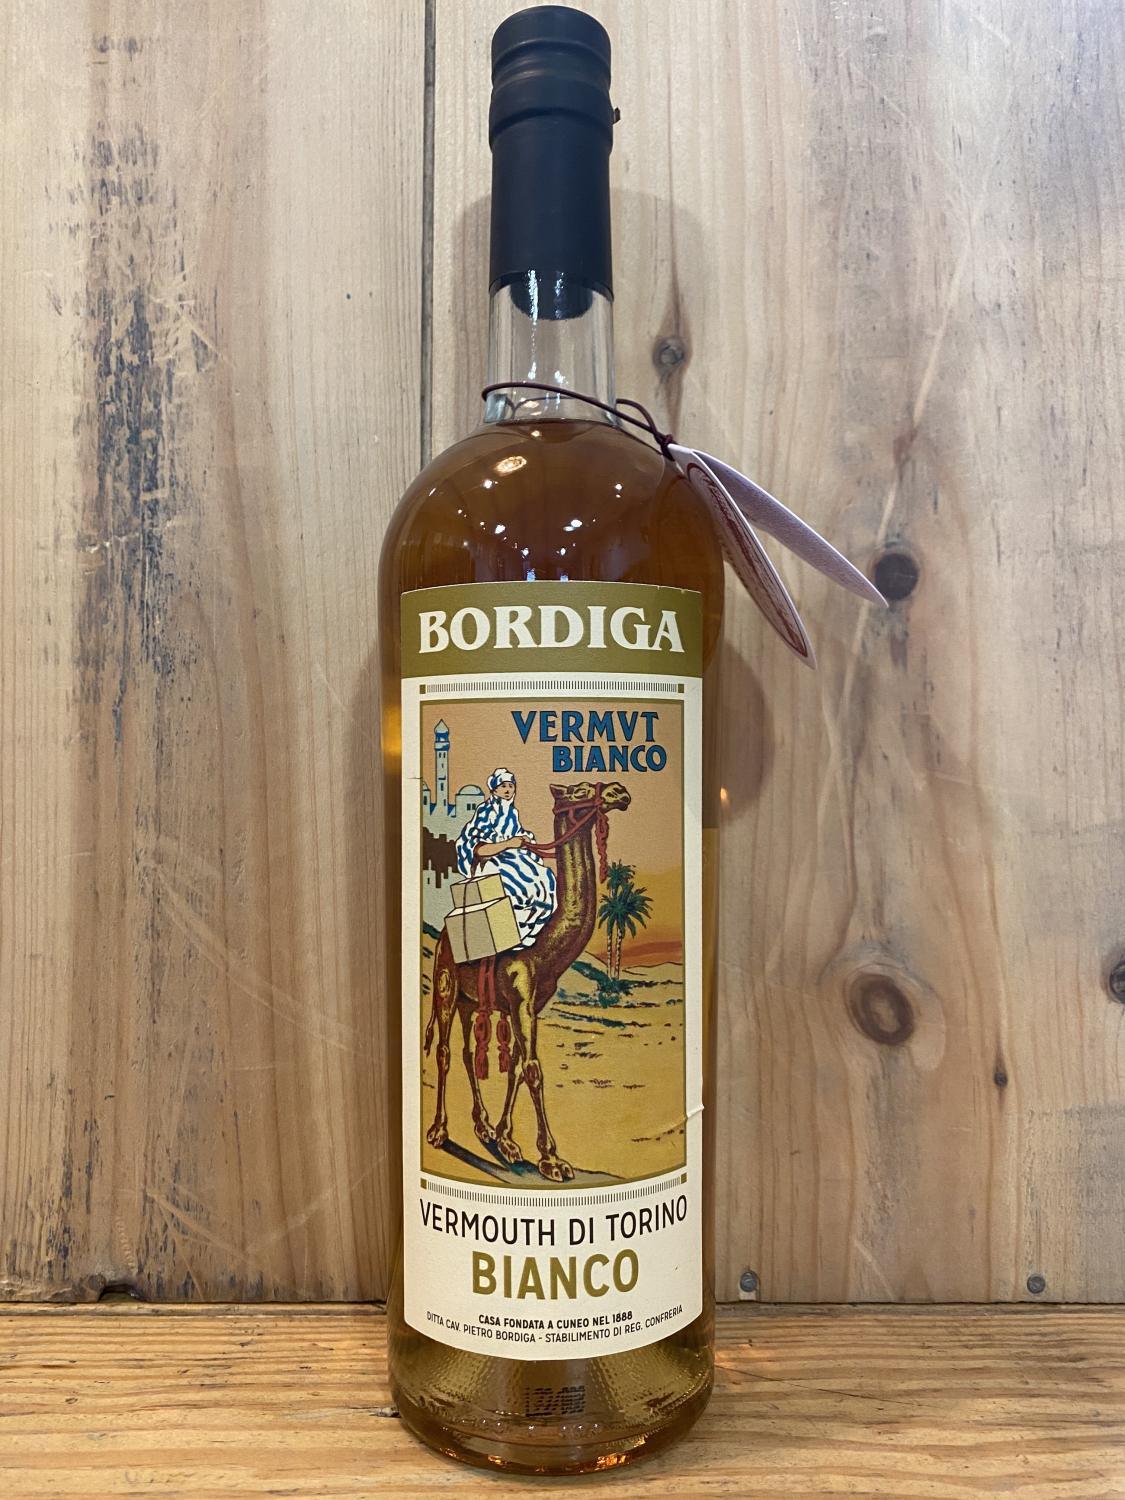 BORDIGA
VERMVT
BIANCO
VERMOUTH DI TORINO
BIANCO
CASA FONDATA A CUNEO NEL 1888
DITTA CAV. PIETRO BORDIGA - STABILIMENTO DI REG. CONFRERIA